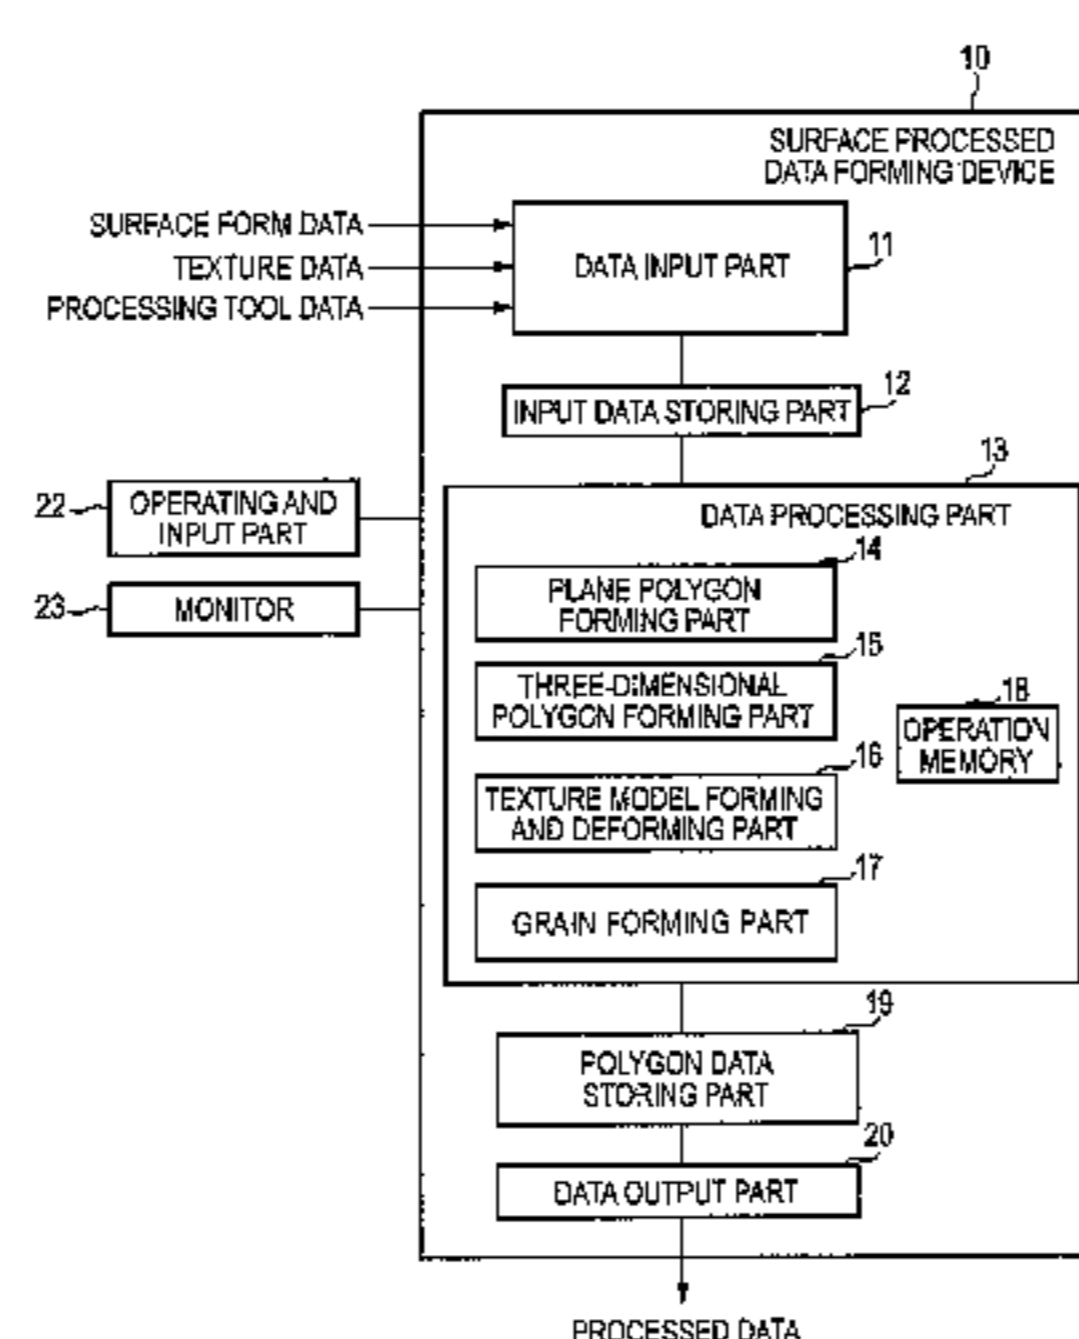 10
SURFACE PROCESSED
DATA FORMING DEVICE
SURFACE FORM DATA
TEXTURE DATA
PROCESSING TOOL DATA
DATA INPUT PART
11
INPUT DATA STORING PART
12
13
DATA PROCESSING PART
22
OPERATING AND
INPUT PART
23
MONITOR
14
PLANE POLYGON
FORMING PART
15
THREE-DIMENSIONAL
POLYGON FORMING PART
18
OPERATION
MEMORY
16
TEXTURE MODEL FORMING
AND DEFORMING PART
17
GRAIN FORMING PART
19
POLYGON DATA
STORING PART
20
DATA OUTPUT PART
PROCESSED DATA